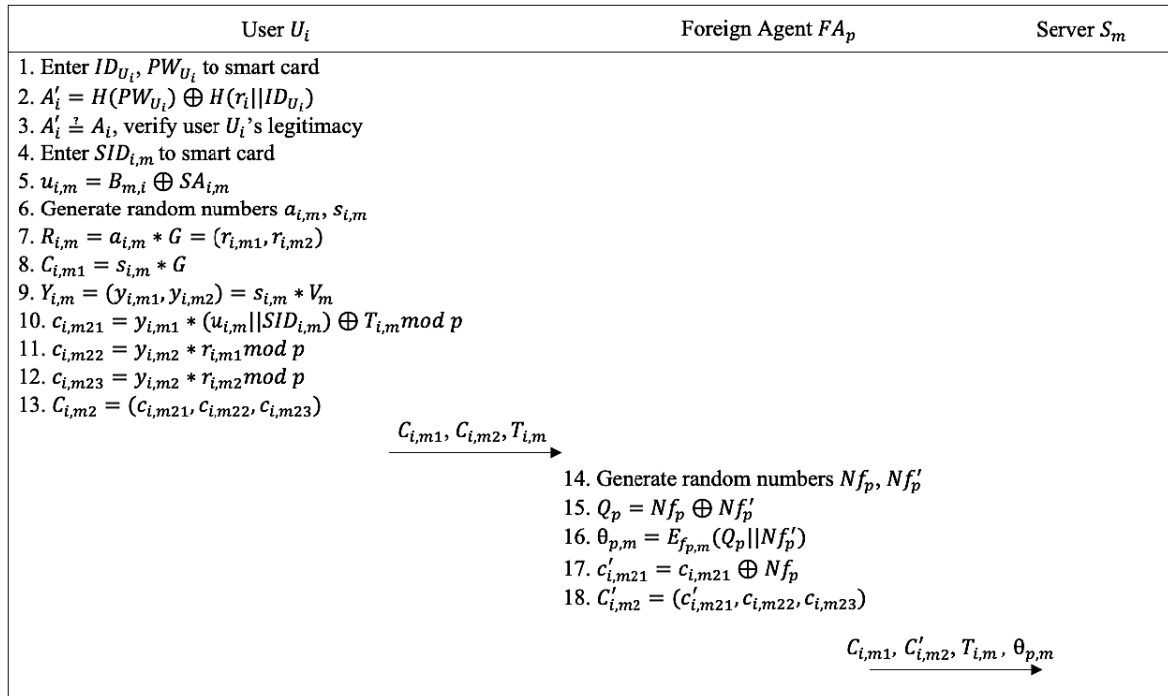 User U_i Foreign Agent FA_p Server S_m
1. Enter ID_{U_i}, PW_{U_i} to smart card
2. A'_i = H(PW_{U_i}) ⊕ H(r_i||ID_{U_i})
3. A'_i ≟ A_i, verify user U_i's legitimacy
4. Enter SID_{i,m} to smart card
5. u_{i,m} = B_{m,i} ⊕ SA_{i,m}
6. Generate random numbers a_{i,m}, s_{i,m}
7. R_{i,m} = a_{i,m} * G = (r_{i,m1}, r_{i,m2})
8. C_{i,m1} = s_{i,m} * G
9. Y_{i,m} = (y_{i,m1}, y_{i,m2}) = s_{i,m} * V_m
10. c_{i,m21} = y_{i,m1} * (u_{i,m}||SID_{i,m}) ⊕ T_{i,m} mod p
11. c_{i,m22} = y_{i,m2} * r_{i,m1} mod p
12. c_{i,m23} = y_{i,m2} * r_{i,m2} mod p
13. C_{i,m2} = (c_{i,m21}, c_{i,m22}, c_{i,m23})
C_{i,m1}, C_{i,m2}, T_{i,m}
14. Generate random numbers Nf_p, Nf'_p
15. Q_p = Nf_p ⊕ Nf'_p
16. θ_{p,m} = E_{f_{p,m}}(Q_p||Nf'_p)
17. c'_{i,m21} = c_{i,m21} ⊕ Nf_p
18. C'_{i,m2} = (c'_{i,m21}, c_{i,m22}, c_{i,m23})
C_{i,m1}, C'_{i,m2}, T_{i,m}, θ_{p,m}